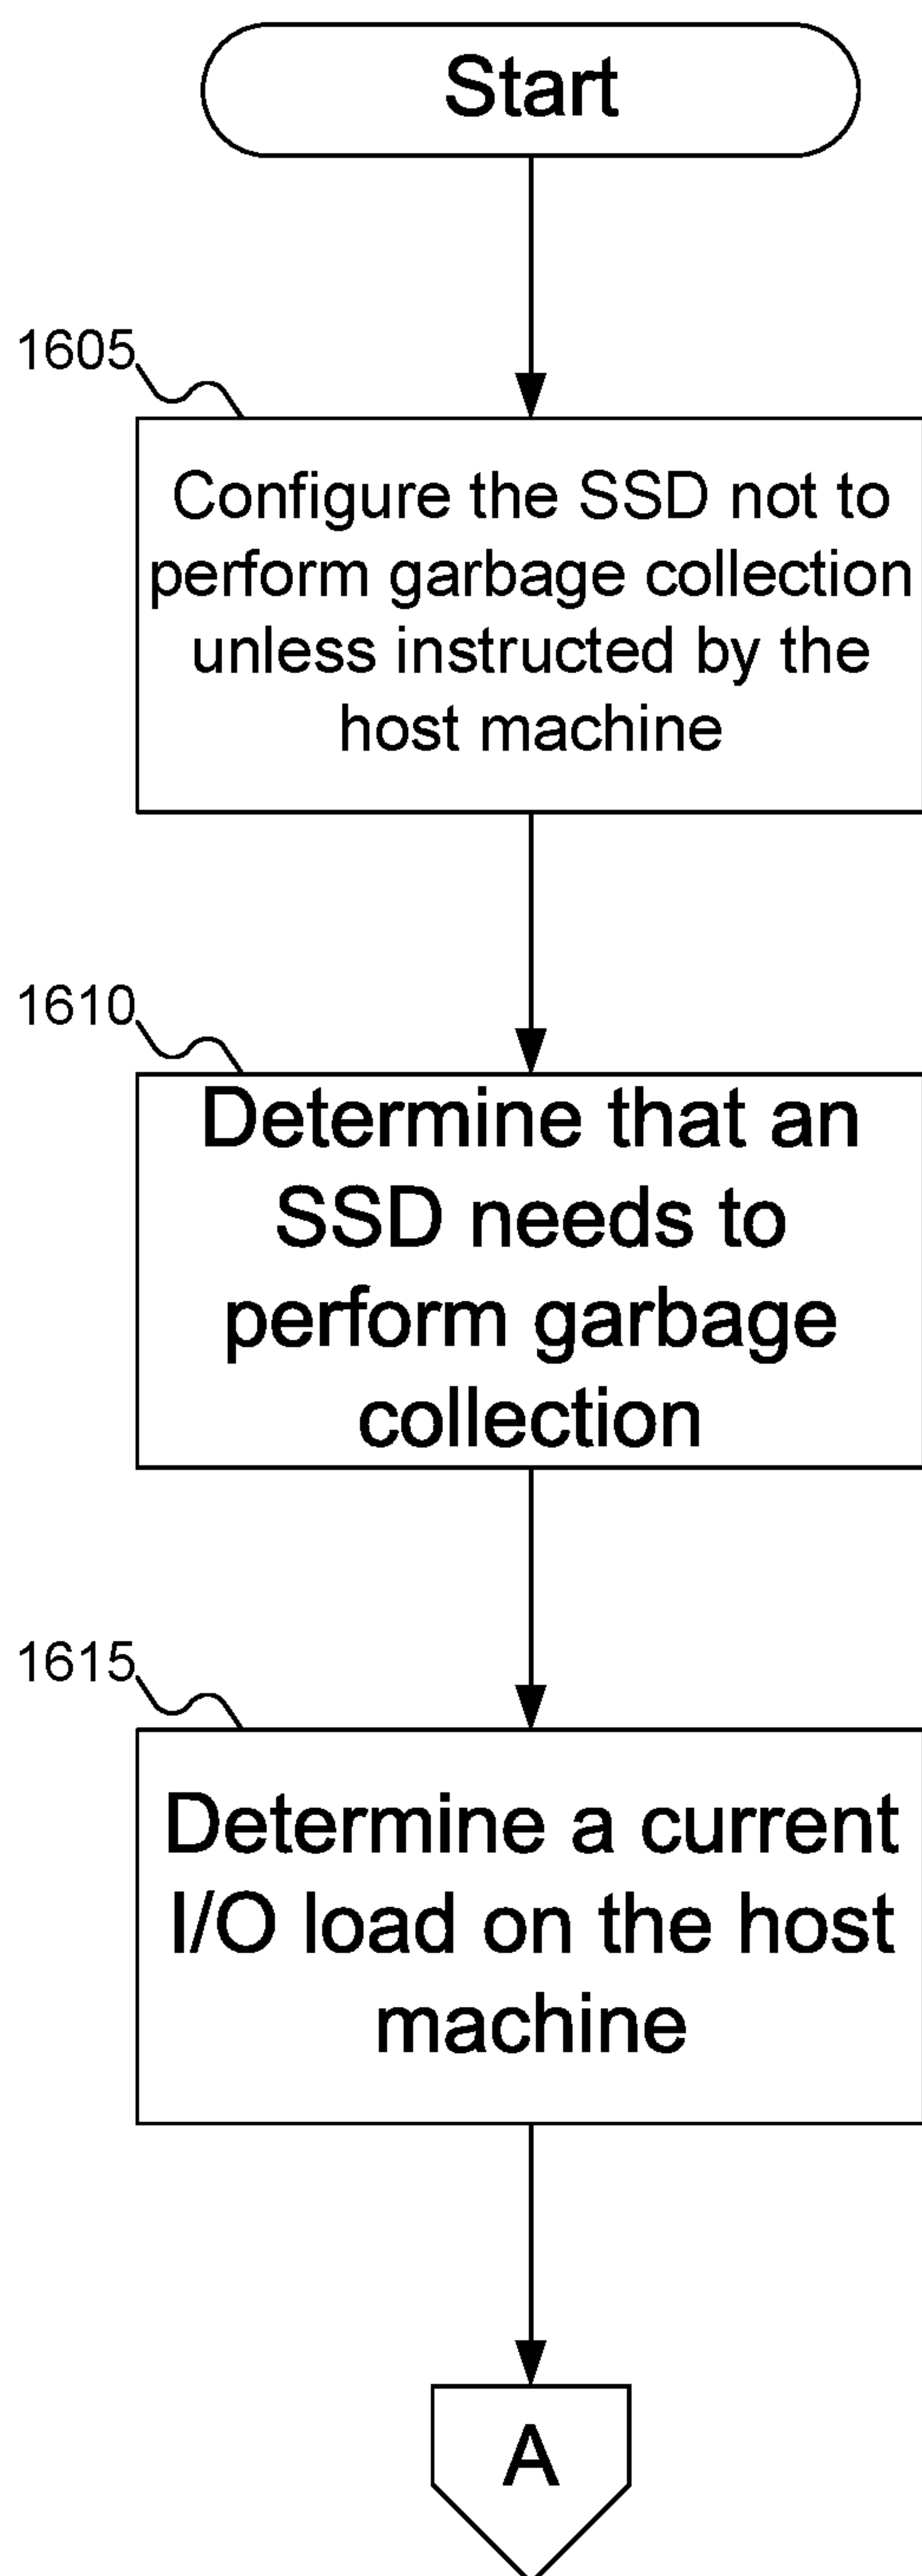 Start
1605
Configure the SSD not to
perform garbage collection
unless instructed by the
host machine
1610
Determine that an
SSD needs to
perform garbage
collection
1615
Determine a current
I/O load on the host
machine
A